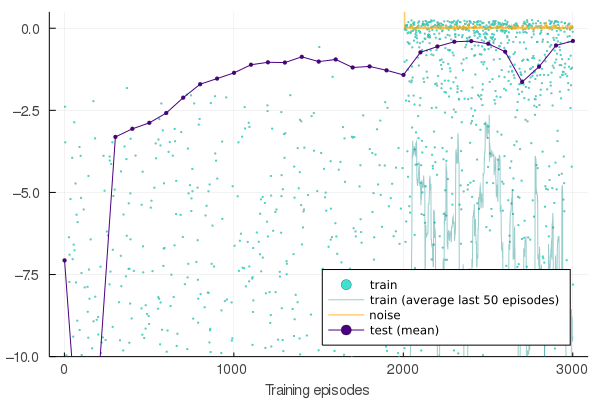 0.0
−2.5
−5.0
−7.5
−10.0
0
1000
2000
3000
Training episodes
train
train (average last 50 episodes)
noise
test (mean)